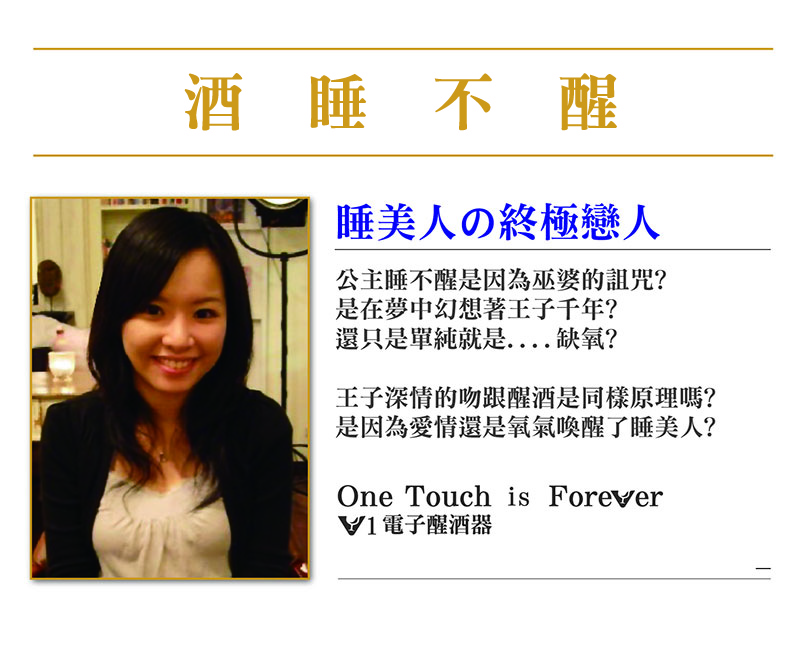 酒睡不醒
睡美人の終極戀人
公主睡不醒是因為巫婆的詛咒?
是在夢中幻想著王子千年?
還只是單純就是....缺氧?
王子深情的吻跟醒酒是同樣原理嗎?
是因為愛情還是氧氣喚醒了睡美人?
One Touch is Forever
V1電子醒酒器